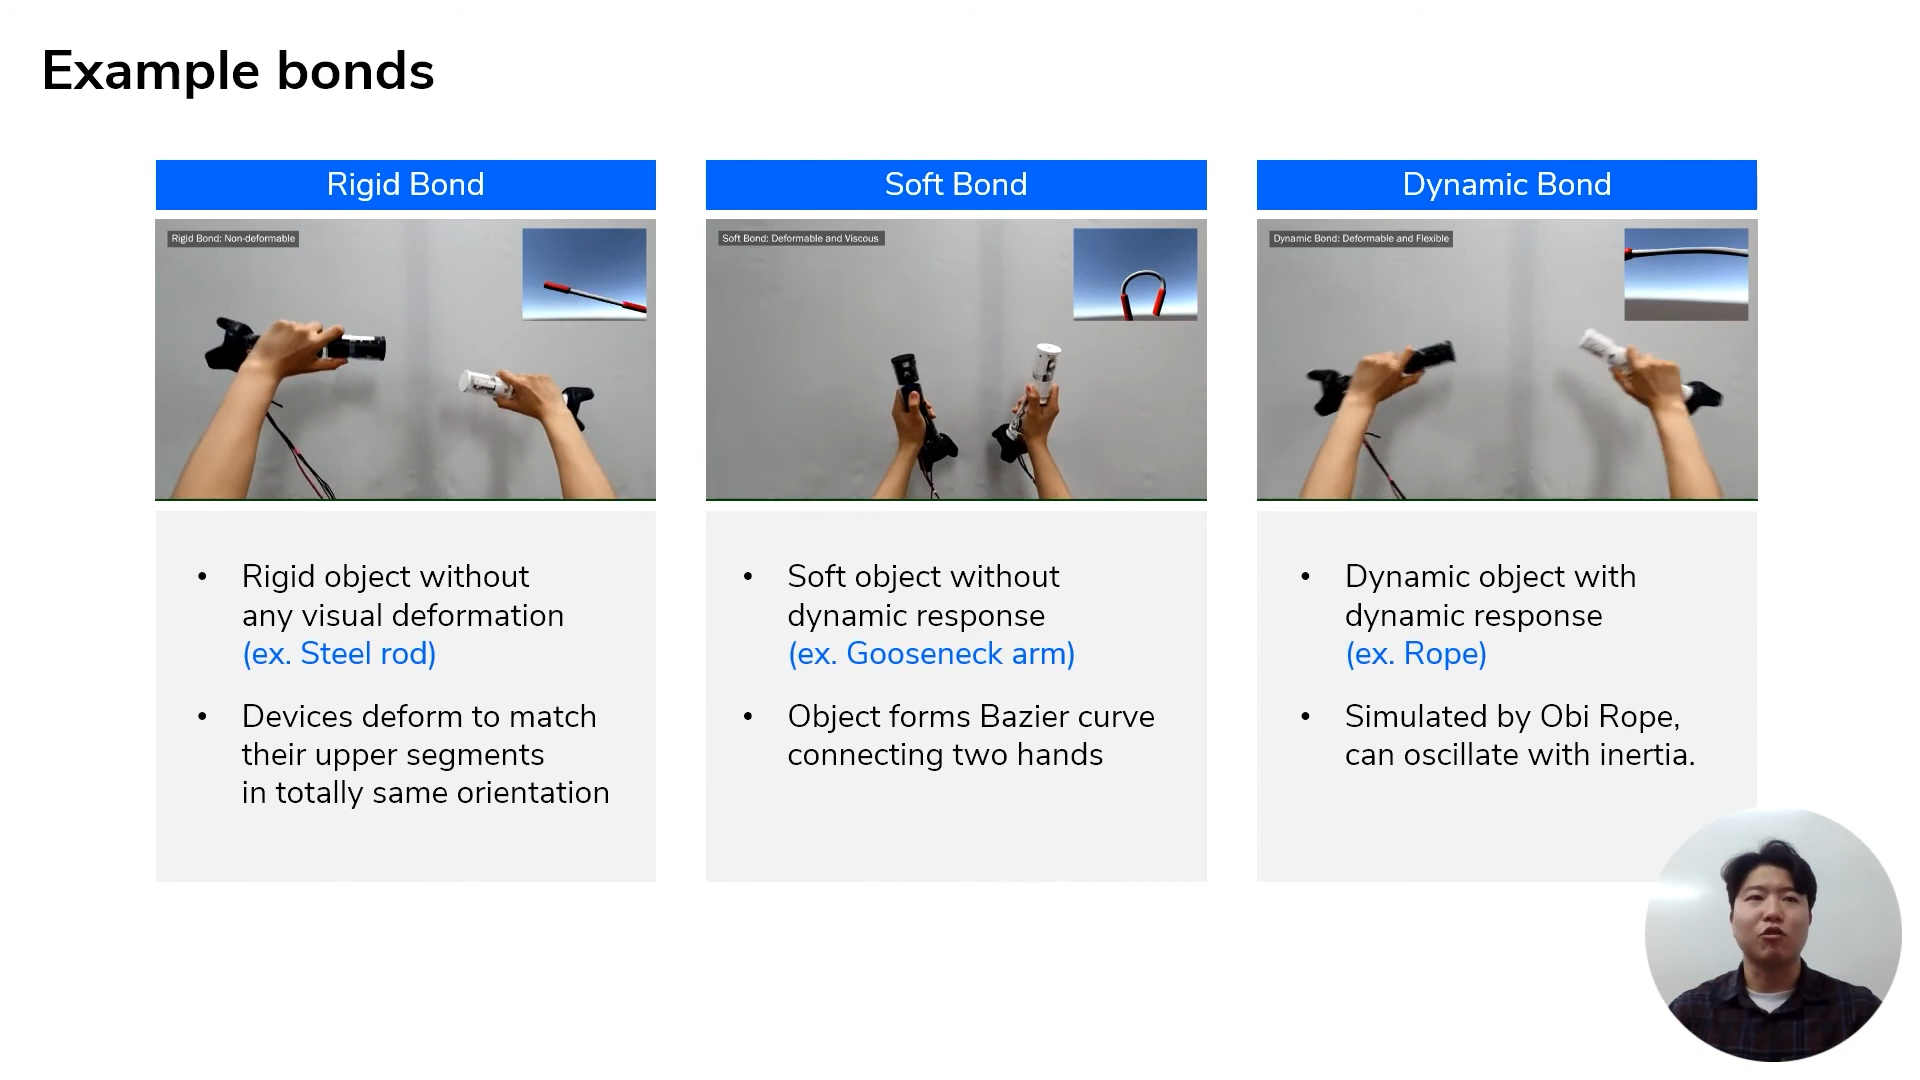 Example bonds
Rigid Bond
Rigid Bond: Non-deformable
• Rigid object without
any visual deformation
(ex. Steel rod)
• Devices deform to match
their upper segments
in totally same orientation
Soft Bond
Soft Bond: Deformable and Viscous
• Soft object without
dynamic response
(ex. Gooseneck arm)
• Object forms Bazier curve
connecting two hands
Dynamic Bond
Dynamic Bond: Deformable and Flexible
• Dynamic object with
dynamic response
(ex. Rope)
• Simulated by Obi Rope,
can oscillate with inertia.